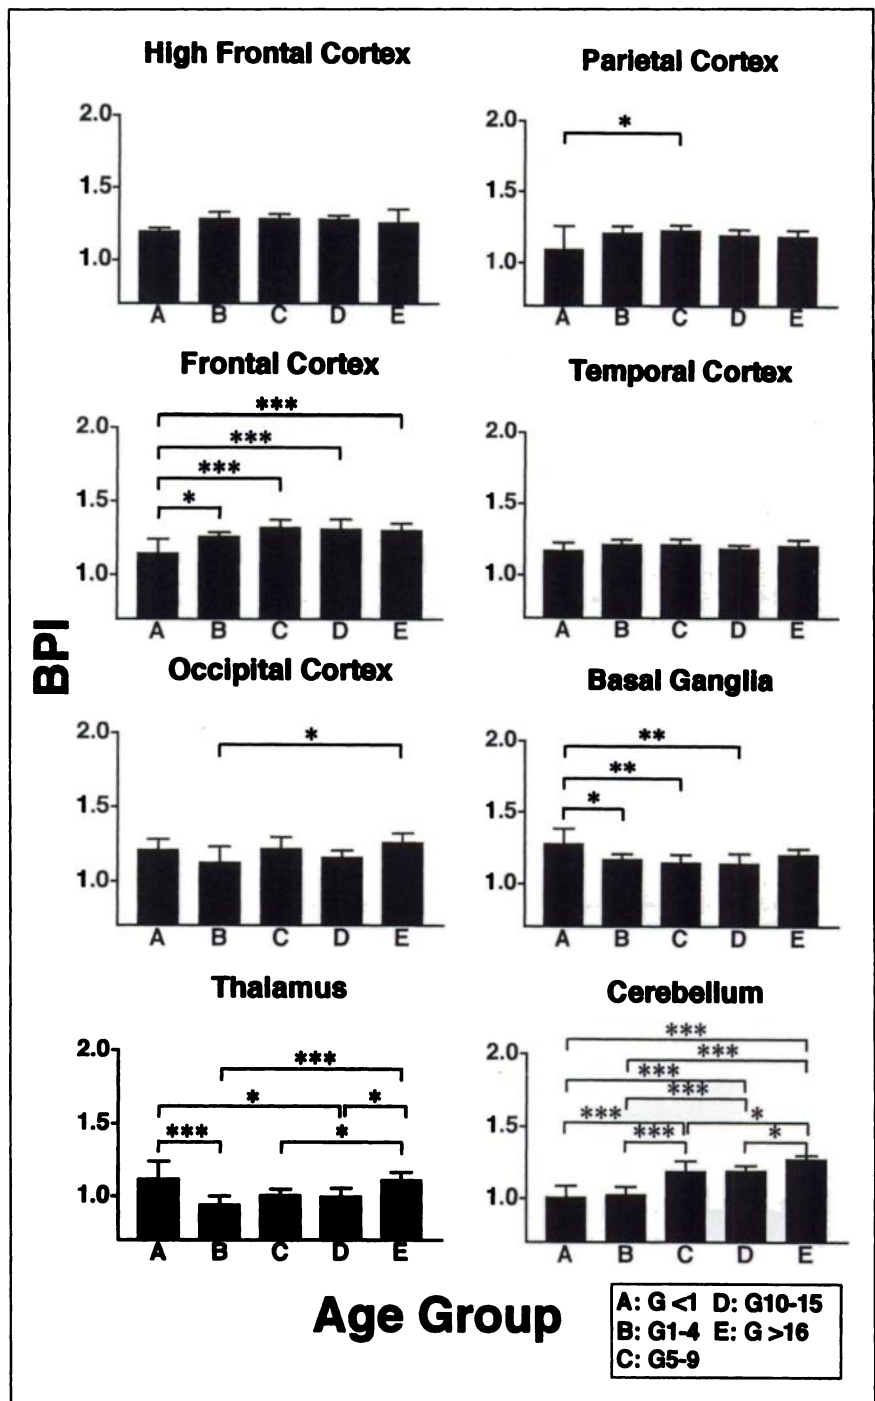 High Frontal Cortex
2.0
1.5
1.0
A B C D E
Parietal Cortex
2.0
1.5
1.0
*
A B C D E
Frontal Cortex
2.0
1.5
1.0
***
***
***
*
A B C D E
Temporal Cortex
2.0
1.5
1.0
A B C D E
BPI
Occipital Cortex
2.0
1.5
1.0
*
A B C D E
Basal Ganglia
2.0
1.5
1.0
**
**
*
A B C D E
Thalamus
2.0
1.5
1.0
***
* *
*** *
A B C D E
Cerebellum
2.0
1.5
1.0
***
***
***
***
*** *
*** *
A B C D E
Age Group
A: G <1 D: G10-15
B: G1-4 E: G >16
C: G5-9